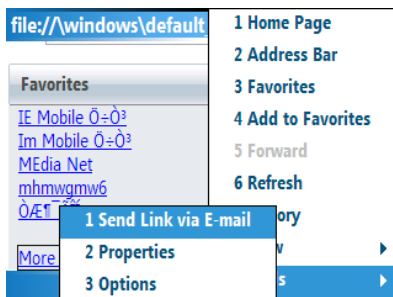 file://\windows\default_
Favorites
IE Mobile Ö÷Ò³
Im Mobile Ö÷Ò³
MEdia Net
mhmwgmw6
More
1 Home Page
2 Address Bar
3 Favorites
4 Add to Favorites
5 Forward
6 Refresh
ory
1 Send Link via E-mail
2 Properties
3 Options